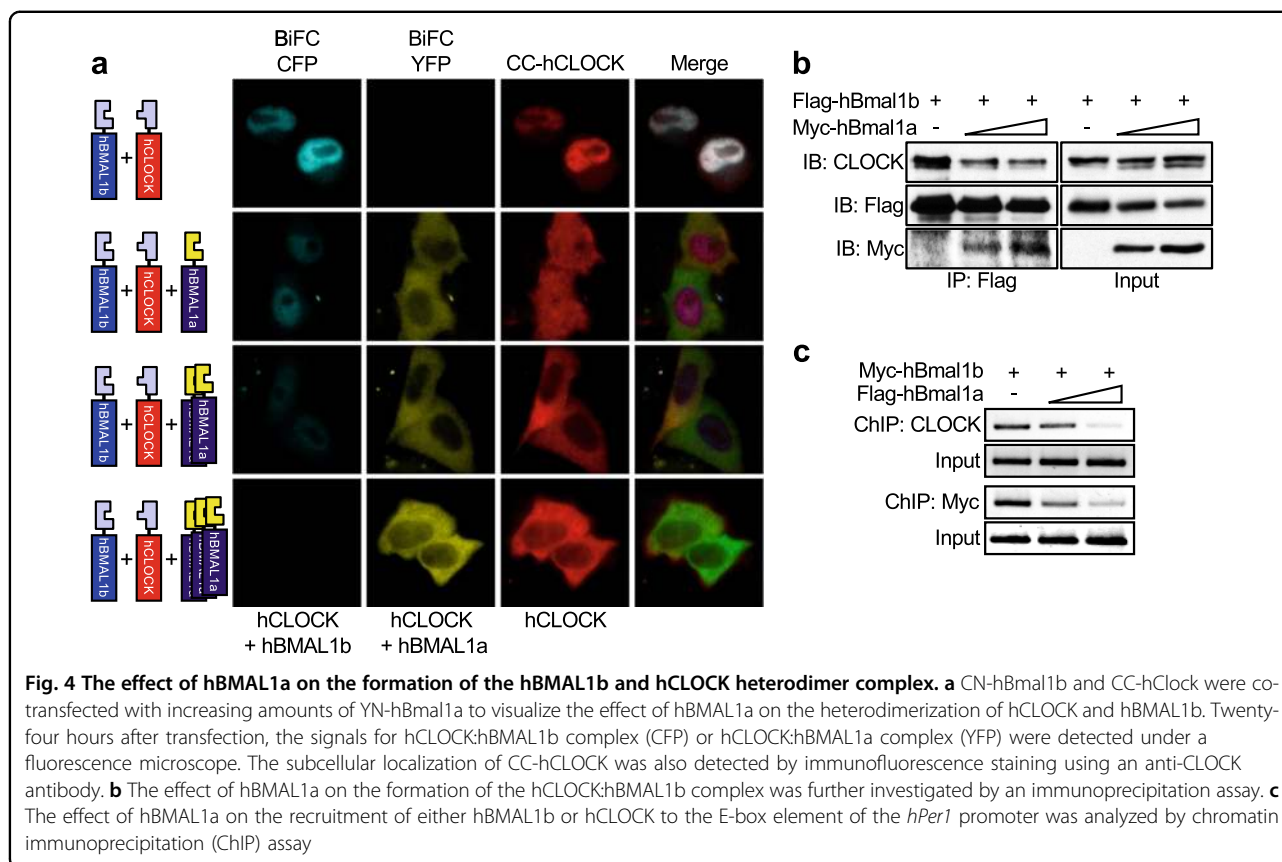 a
BiFC CFP
BiFC YFP
CC-hCLOCK
Merge
hBMAL1b + hCLOCK
hBMAL1b + hCLOCK + hBMAL1a
hBMAL1b + hCLOCK + hBMAL1a
hBMAL1b + hCLOCK + hBMAL1a
hCLOCK + hBMAL1b
hCLOCK + hBMAL1a
hCLOCK
b
Flag-hBmal1b + + + + + +
Myc-hBmal1a - -
IB: CLOCK
IB: Flag
IB: Myc
IP: Flag
Input
c
Myc-hBmal1b + + +
Flag-hBmal1a -
ChIP: CLOCK
Input
ChIP: Myc
Input
Fig. 4 The effect of hBMAL1a on the formation of the hBMAL1b and hCLOCK heterodimer complex. a CN-hBmal1b and CC-hClock were co-
transfected with increasing amounts of YN-hBmal1a to visualize the effect of hBMAL1a on the heterodimerization of hCLOCK and hBMAL1b. Twenty-
four hours after transfection, the signals for hCLOCK:hBMAL1b complex (CFP) or hCLOCK:hBMAL1a complex (YFP) were detected under a
fluorescence microscope. The subcellular localization of CC-hCLOCK was also detected by immunofluorescence staining using an anti-CLOCK
antibody. b The effect of hBMAL1a on the formation of the hCLOCK:hBMAL1b complex was further investigated by an immunoprecipitation assay. c
The effect of hBMAL1a on the recruitment of either hBMAL1b or hCLOCK to the E-box element of the hPer1 promoter was analyzed by chromatin
immunoprecipitation (ChIP) assay